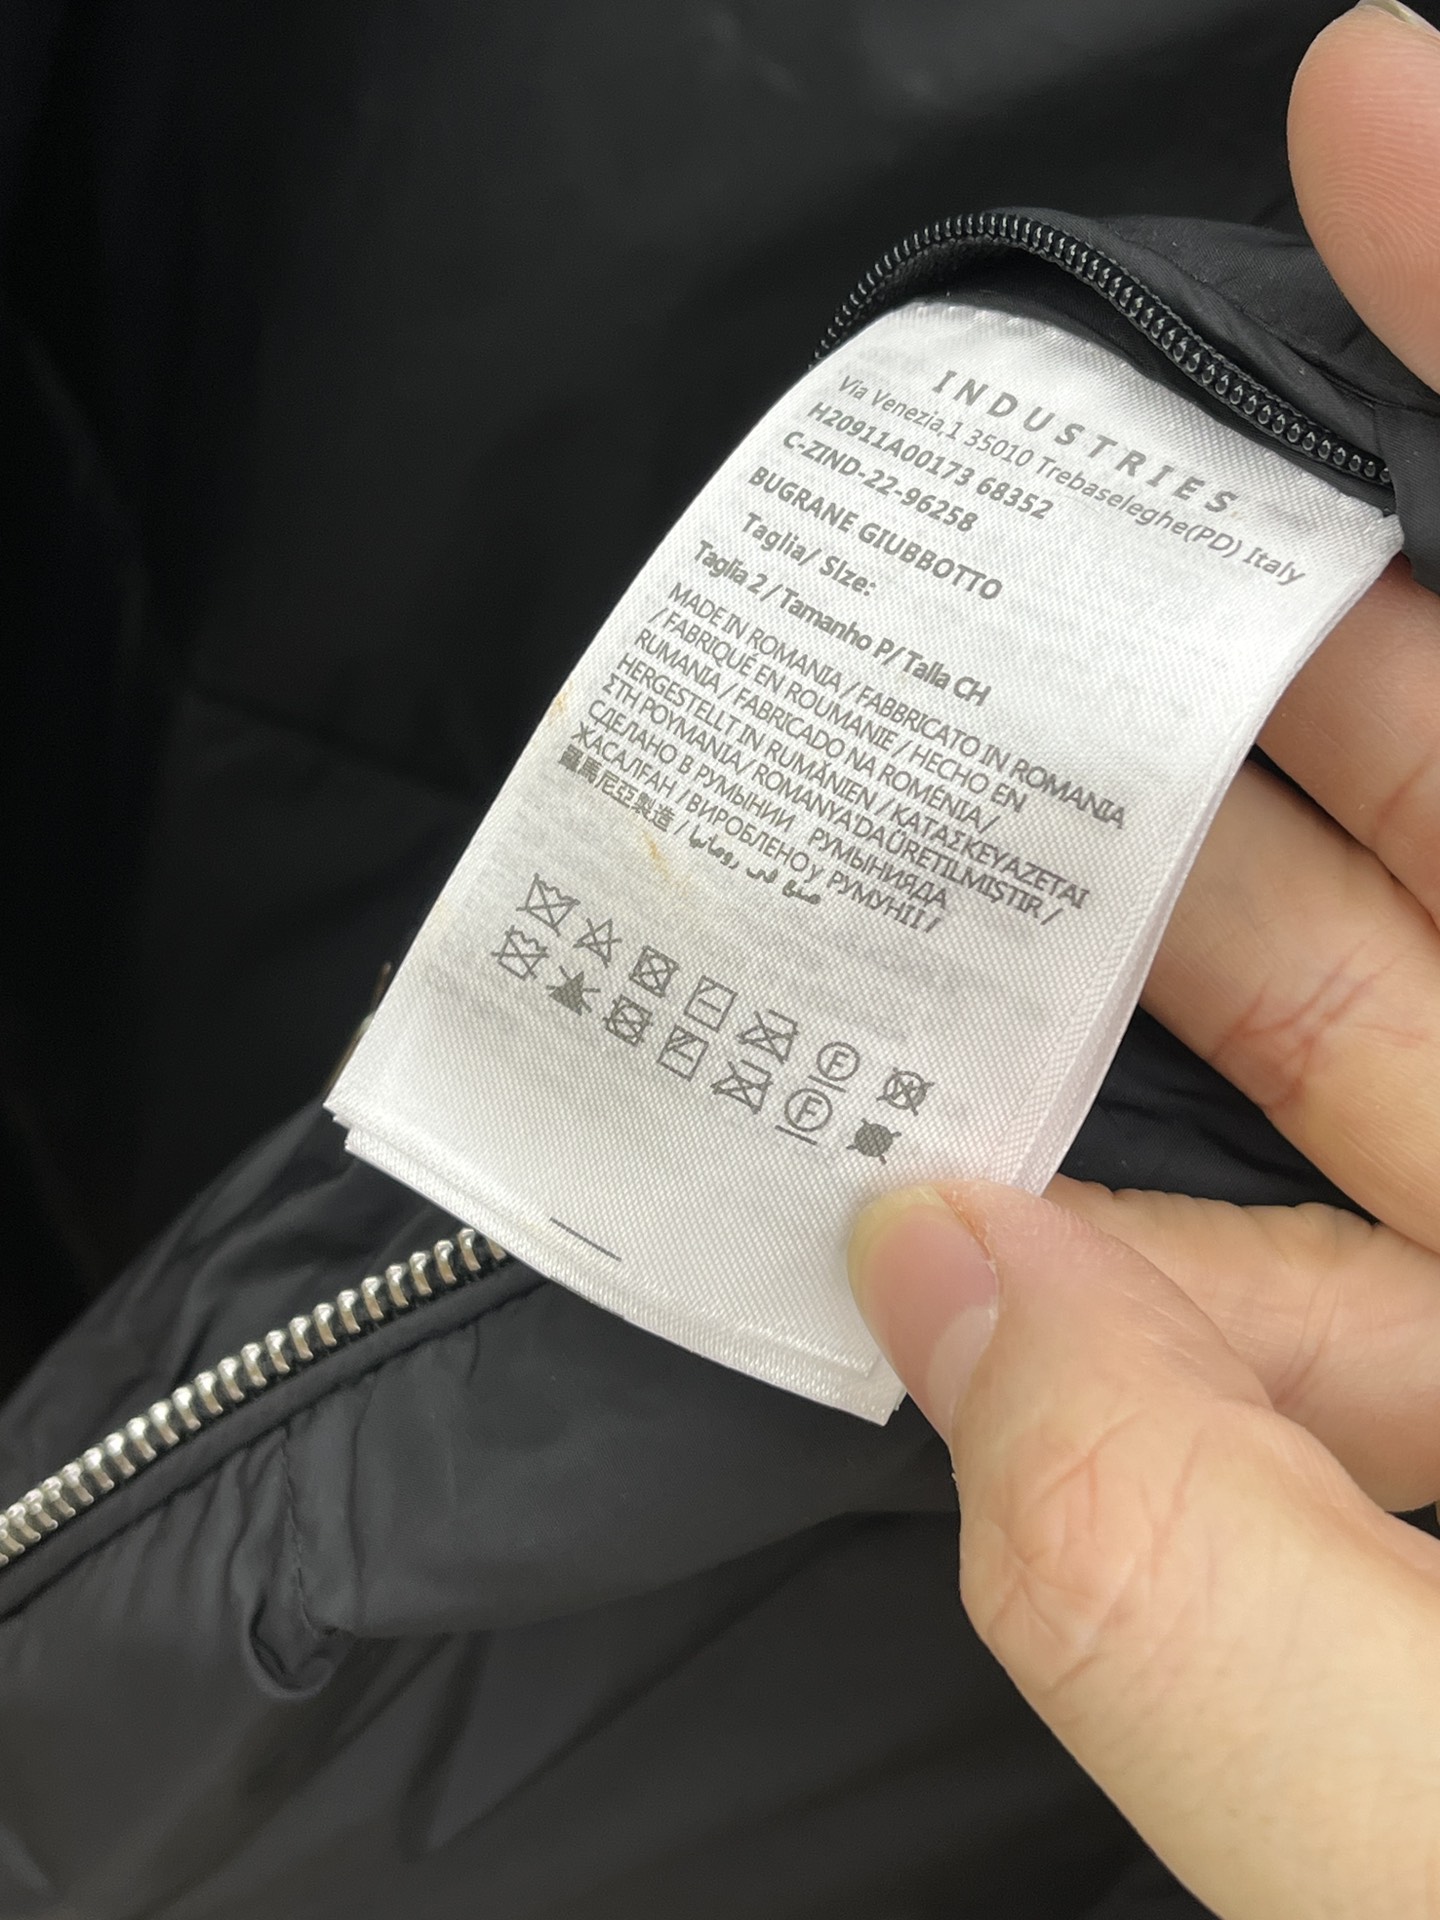 INDUSTRIES
Via Venezia,1 35010 Trebaseleghe(PD) Italy
H20911A00173 68352
C-ZIND-22-96258
BUGRANE GIUBBOTTO
Taglia/ SIze:
Taglia 2 / Tamanho P/ Talla CH
MADE IN ROMANIA / FABBRICATO IN ROMANIA
/ FABRIQUÉ EN ROUMANIE / HECHO EN
RUMANIA / FABRICADO NA ROMENIA /
HERGESTELLT IN RUMÄNIEN / ΚΑΤΑΣΚΕΥΑΖΕΤΑΙ
ΣΤΗ ΡΟΥΜΑΝΙΑ/ ROMANYA'DA ÜRETILMIŞTIR /
СДЕЛАНО В РУМЫНИИ РУМЫНИЯДА
ЖАСАЛҒАН / ВИРОБЛЕНО у РУМУНІЇ /
羅馬尼亞製造 / صنع في رومانيا
F
W
F